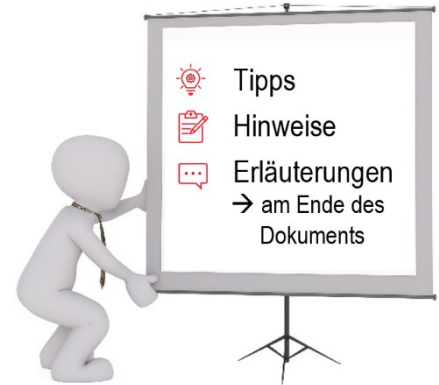 Tipps
Hinweise
Erläuterungen
→ am Ende des
Dokuments